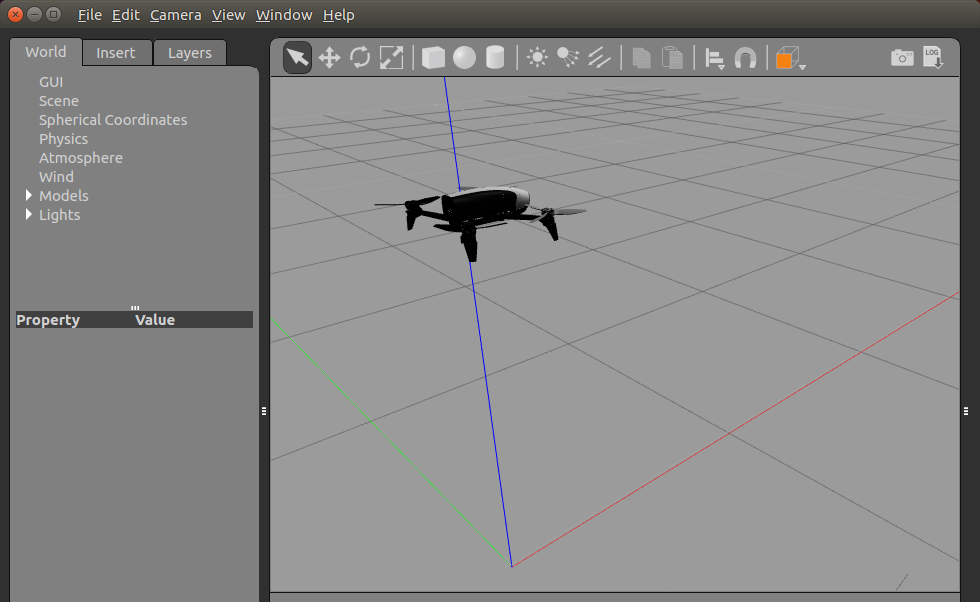 File Edit Camera View Window Help
World Insert Layers
LOG
GUI
Scene
Spherical Coordinates
Physics
Atmosphere
Wind
Models
Lights
Property Value